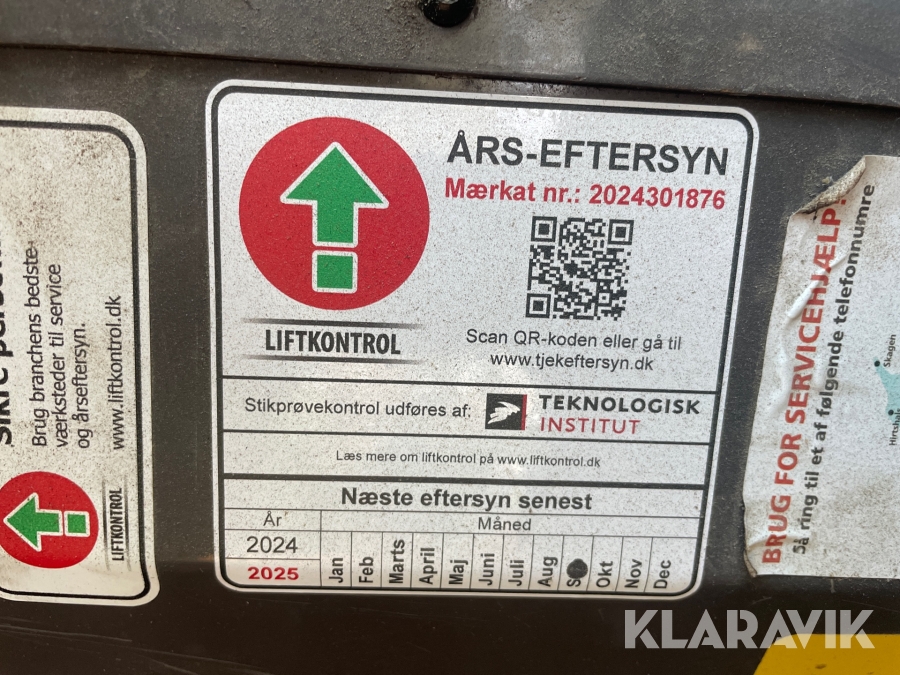 ÅRS-EFTERSYN
Mærkat nr.: 2024301876
LIFTKONTROL
Scan QR-koden eller gå til
www.tjekeftersyn.dk
Stikprøvekontrol udføres af:
TEKNOLOGISK
INSTITUT
Læs mere om liftkontrol på www.liftkontrol.dk
Næste eftersyn senest
År
Måned
2024
2025
Jan
Feb
Marts
April
Maj
Juni
Juli
Aug
Okt
Nov
Dec
Brug branchens bedste
værksteder til service
og årseftersyn.
www.liftkontrol.dk
LIFTKONTROL
BRUG FOR SERVICEHJÆLP?
Så ring til et af følgende telefonnumre
Skagen
KLARAVIK